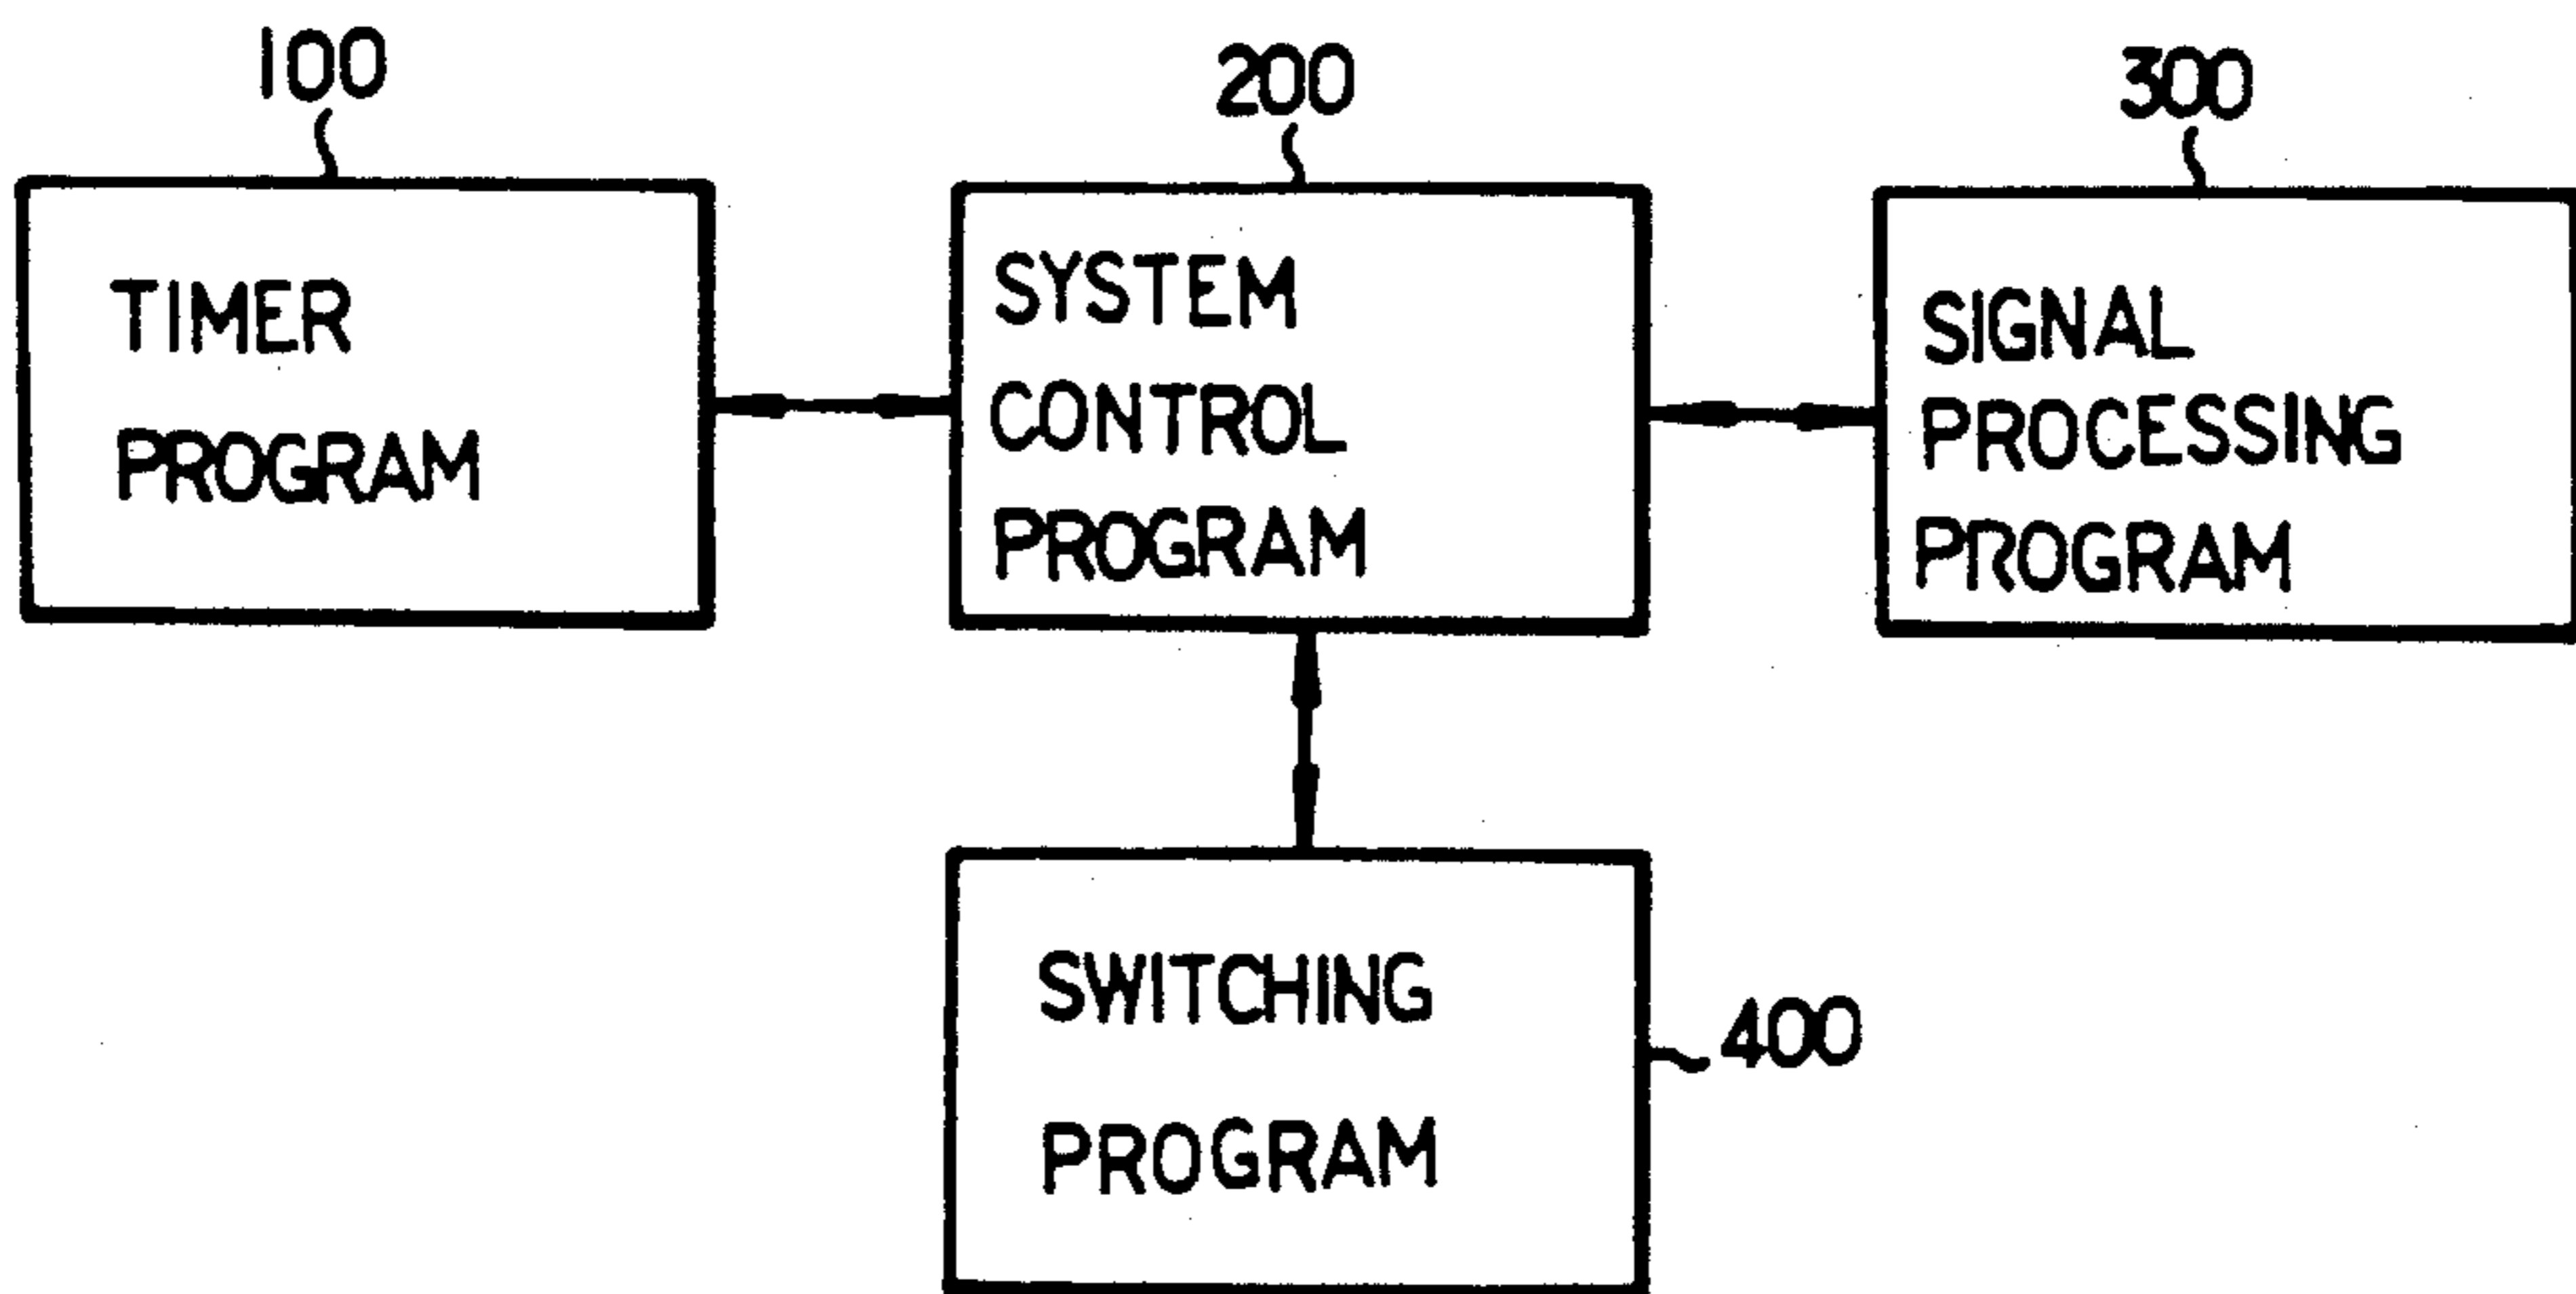 100
200
300
TIMER
PROGRAM
SYSTEM
CONTROL
PROGRAM
SIGNAL
PROCESSING
PROGRAM
SWITCHING
PROGRAM
400